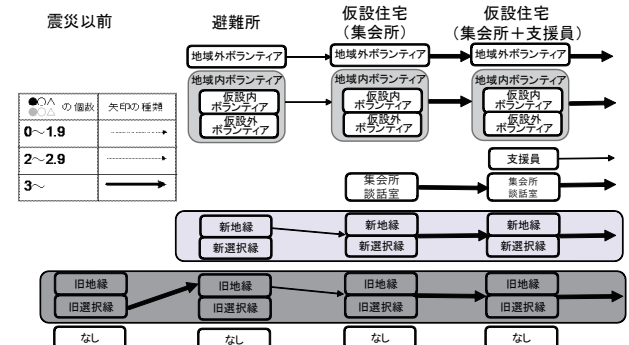 震災以前
避難所
仮設住宅
(集会所)
仮設住宅
(集会所+支援員)
地域外ボランティア
地域外ボランティア
地域外ボランティア
地域内ボランティア
仮設内
ボランティア
仮設外
ボランティア
地域内ボランティア
仮設内
ボランティア
仮設外
ボランティア
地域内ボランティア
仮設内
ボランティア
仮設外
ボランティア
●○△
●○△ の個数
矢印の種類
0~1.9
2~2.9
3~
支援員
集会所
談話室
集会所
談話室
新地縁
新選択縁
新地縁
新選択縁
新地縁
新選択縁
旧地縁
旧選択縁
旧地縁
旧選択縁
旧地縁
旧選択縁
旧地縁
旧選択縁
なし
なし
なし
なし